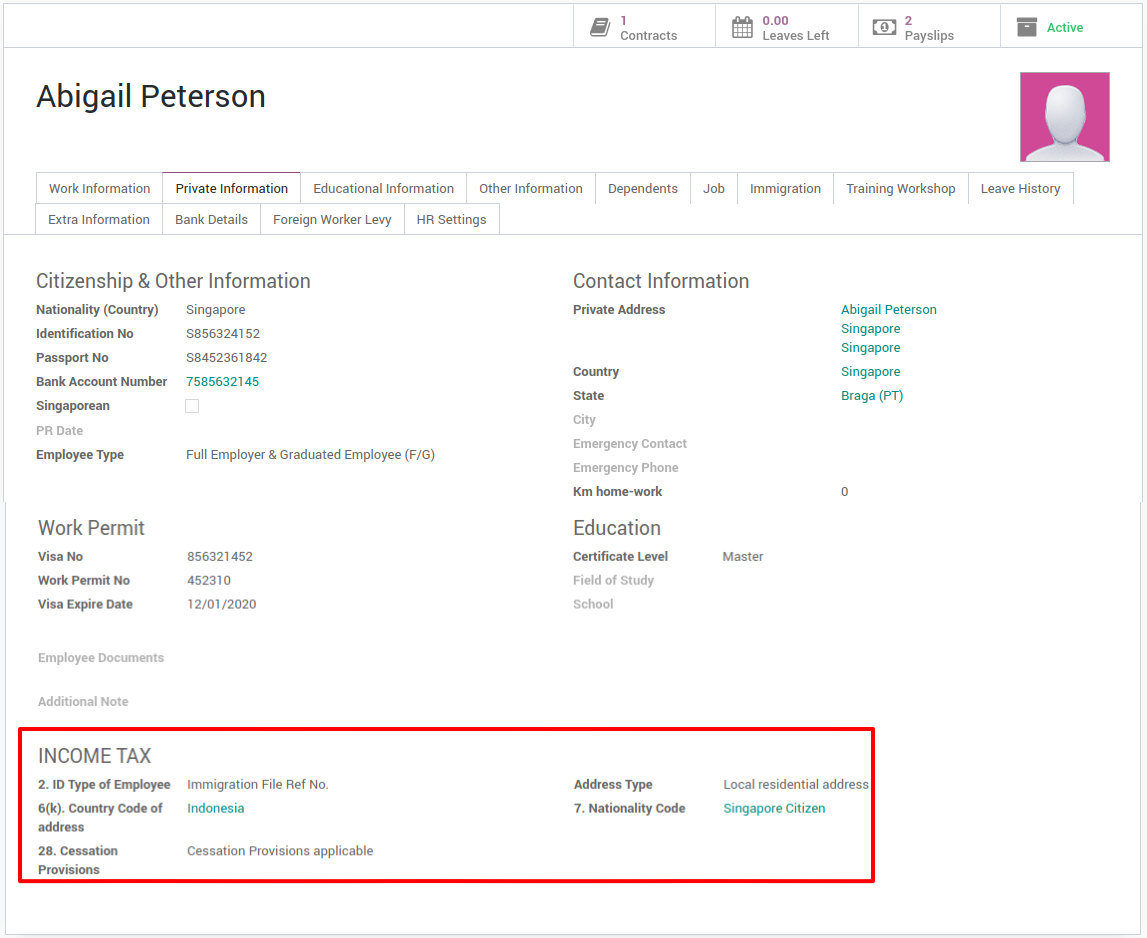 1
Contracts
0.00
Leaves Left
2
Payslips
Active
Abigail Peterson
Work Information Private Information Educational Information Other Information Dependents Job Immigration Training Workshop Leave History
Extra Information Bank Details Foreign Worker Levy HR Settings
Citizenship & Other Information
Nationality (Country) Singapore
Identification No S856324152
Passport No S8452361842
Bank Account Number 7585632145
Singaporean
PR Date
Employee Type Full Employer & Graduated Employee (F/G)
Contact Information
Private Address Abigail Peterson
Singapore
Singapore
Country Singapore
State Braga (PT)
City
Emergency Contact
Emergency Phone
Km home-work 0
Work Permit
Visa No 856321452
Work Permit No 452310
Visa Expire Date 12/01/2020
Education
Certificate Level Master
Field of Study
School
Employee Documents
Additional Note
INCOME TAX
2. ID Type of Employee Immigration File Ref No.
6(k). Country Code of Indonesia
address
28. Cessation Cessation Provisions applicable
Provisions
Address Type Local residential address
7. Nationality Code Singapore Citizen